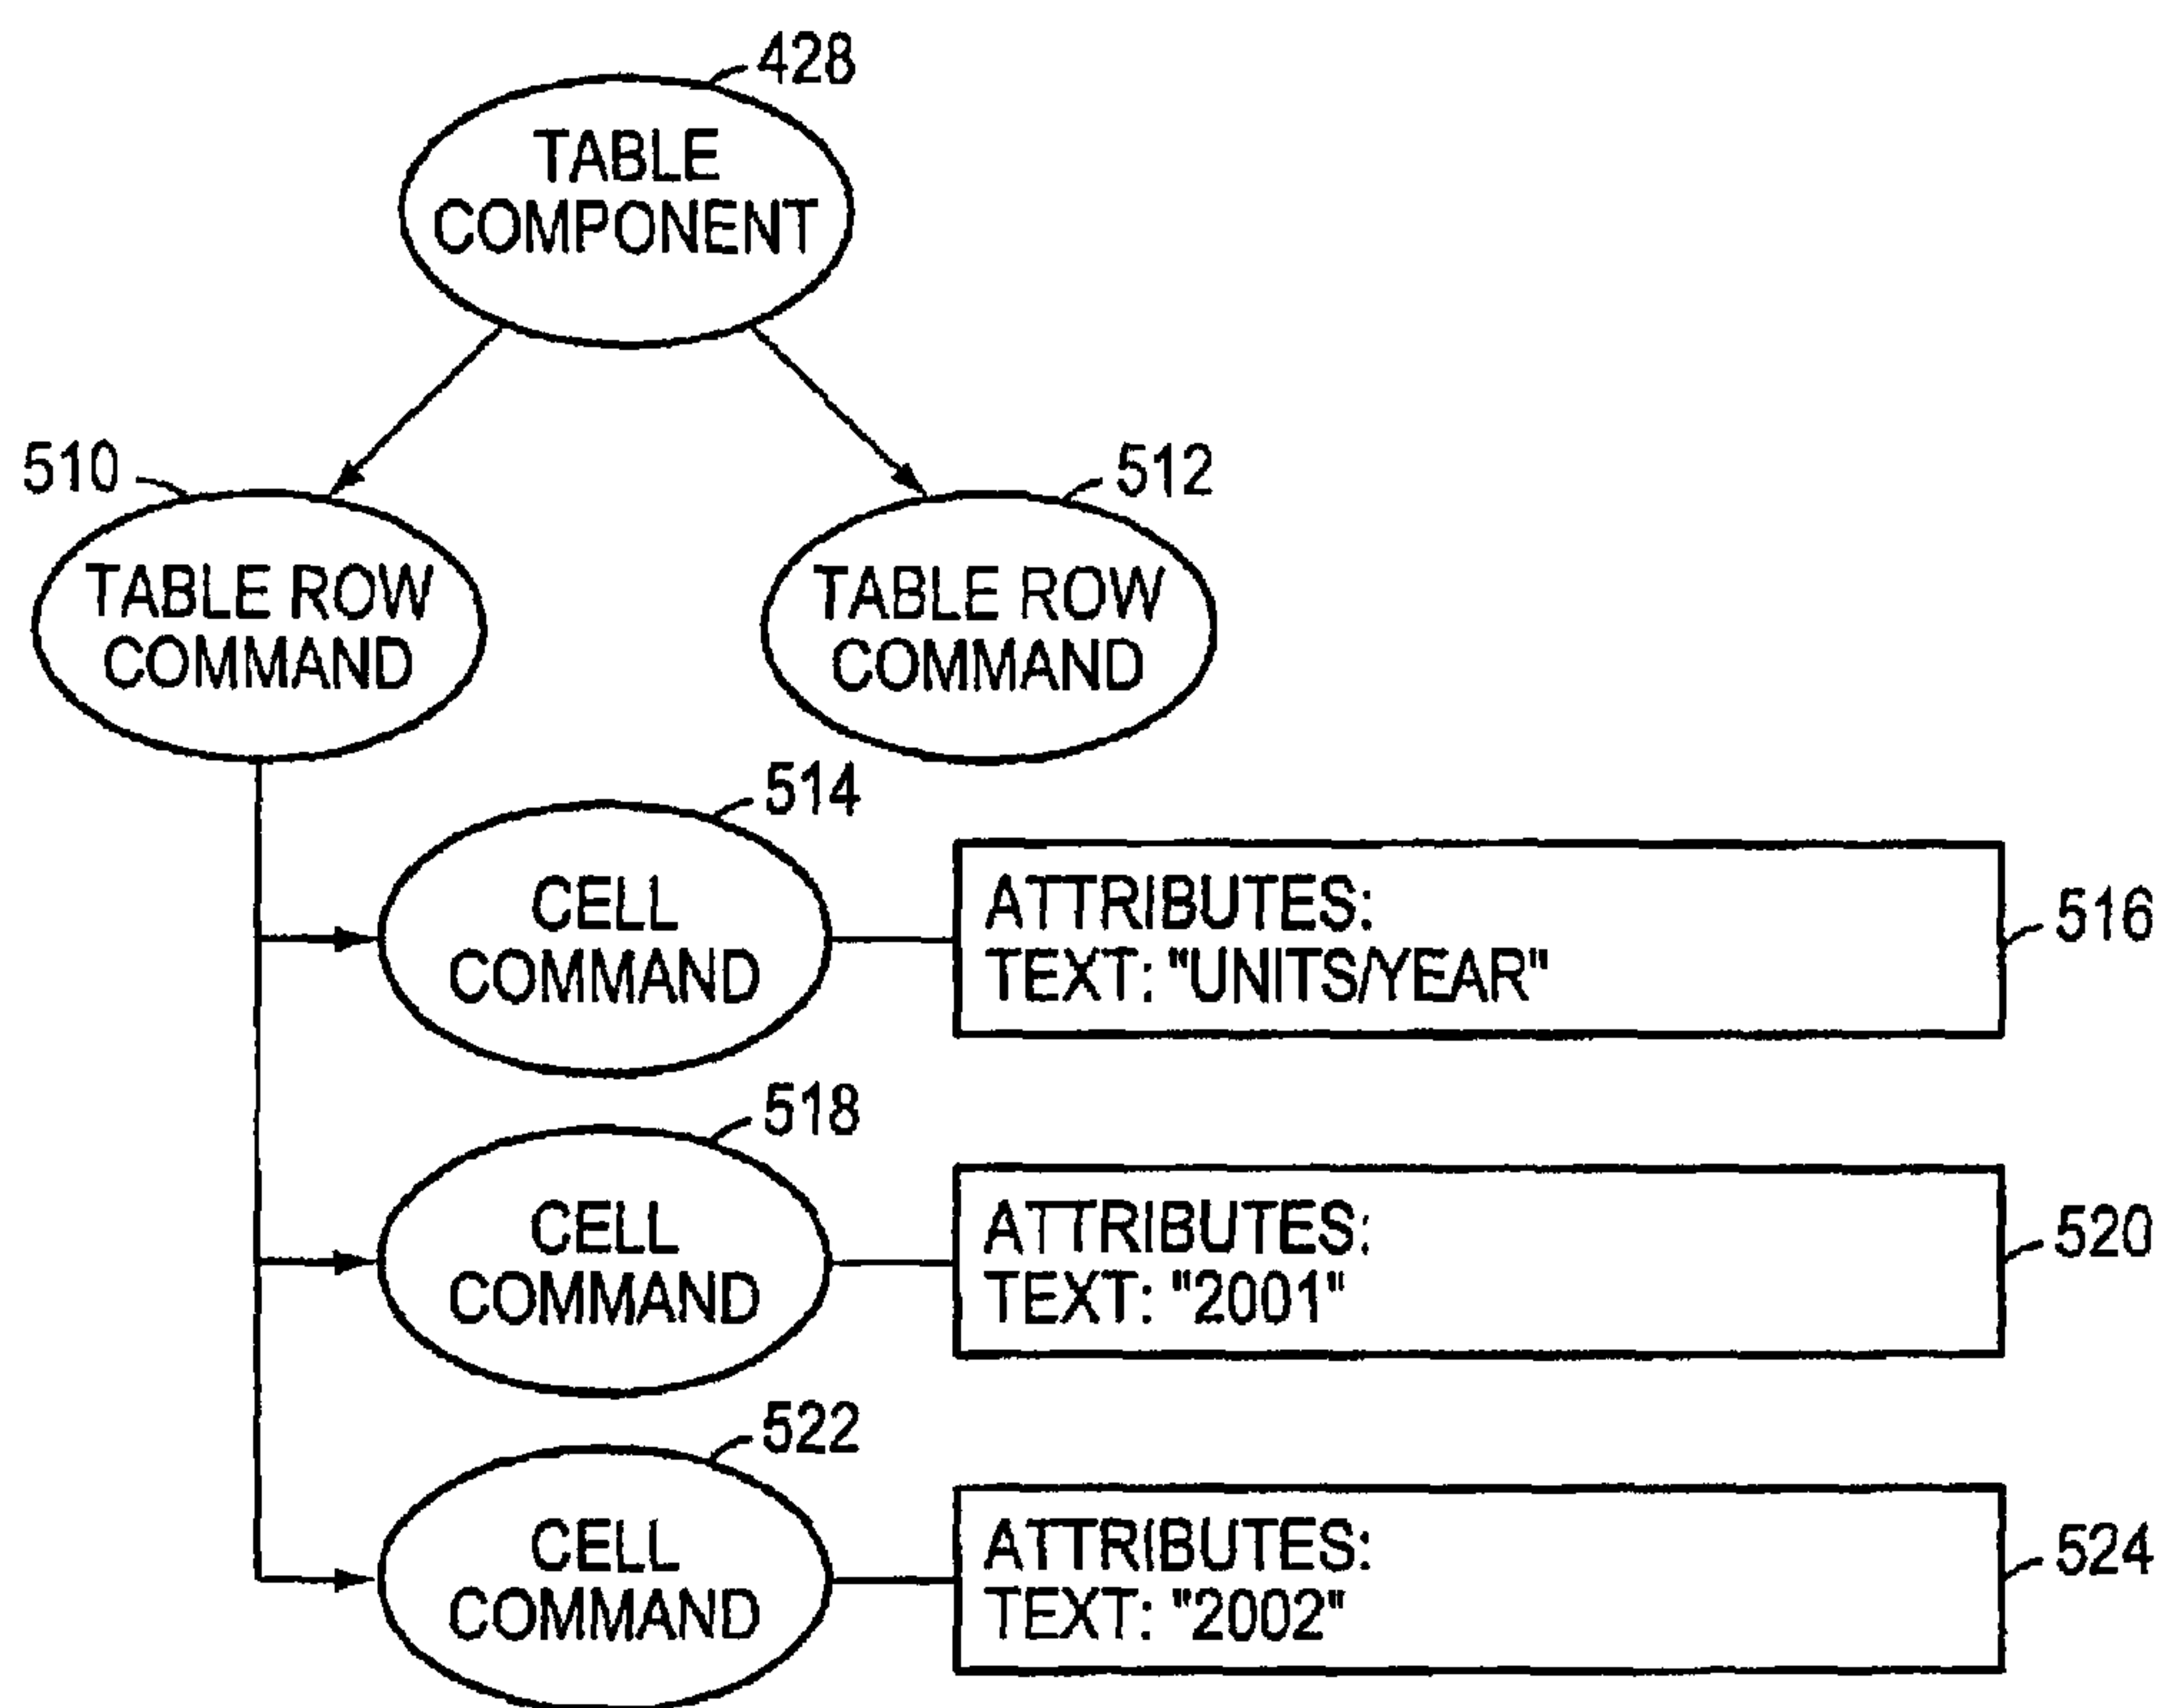 428
TABLE
COMPONENT
510
512
TABLE ROW
COMMAND
TABLE ROW
COMMAND
514
CELL
COMMAND
ATTRIBUTES:
TEXT: "UNITS/YEAR"
516
518
CELL
COMMAND
ATTRIBUTES:
TEXT: "2001"
520
522
CELL
COMMAND
ATTRIBUTES:
TEXT: "2002"
524